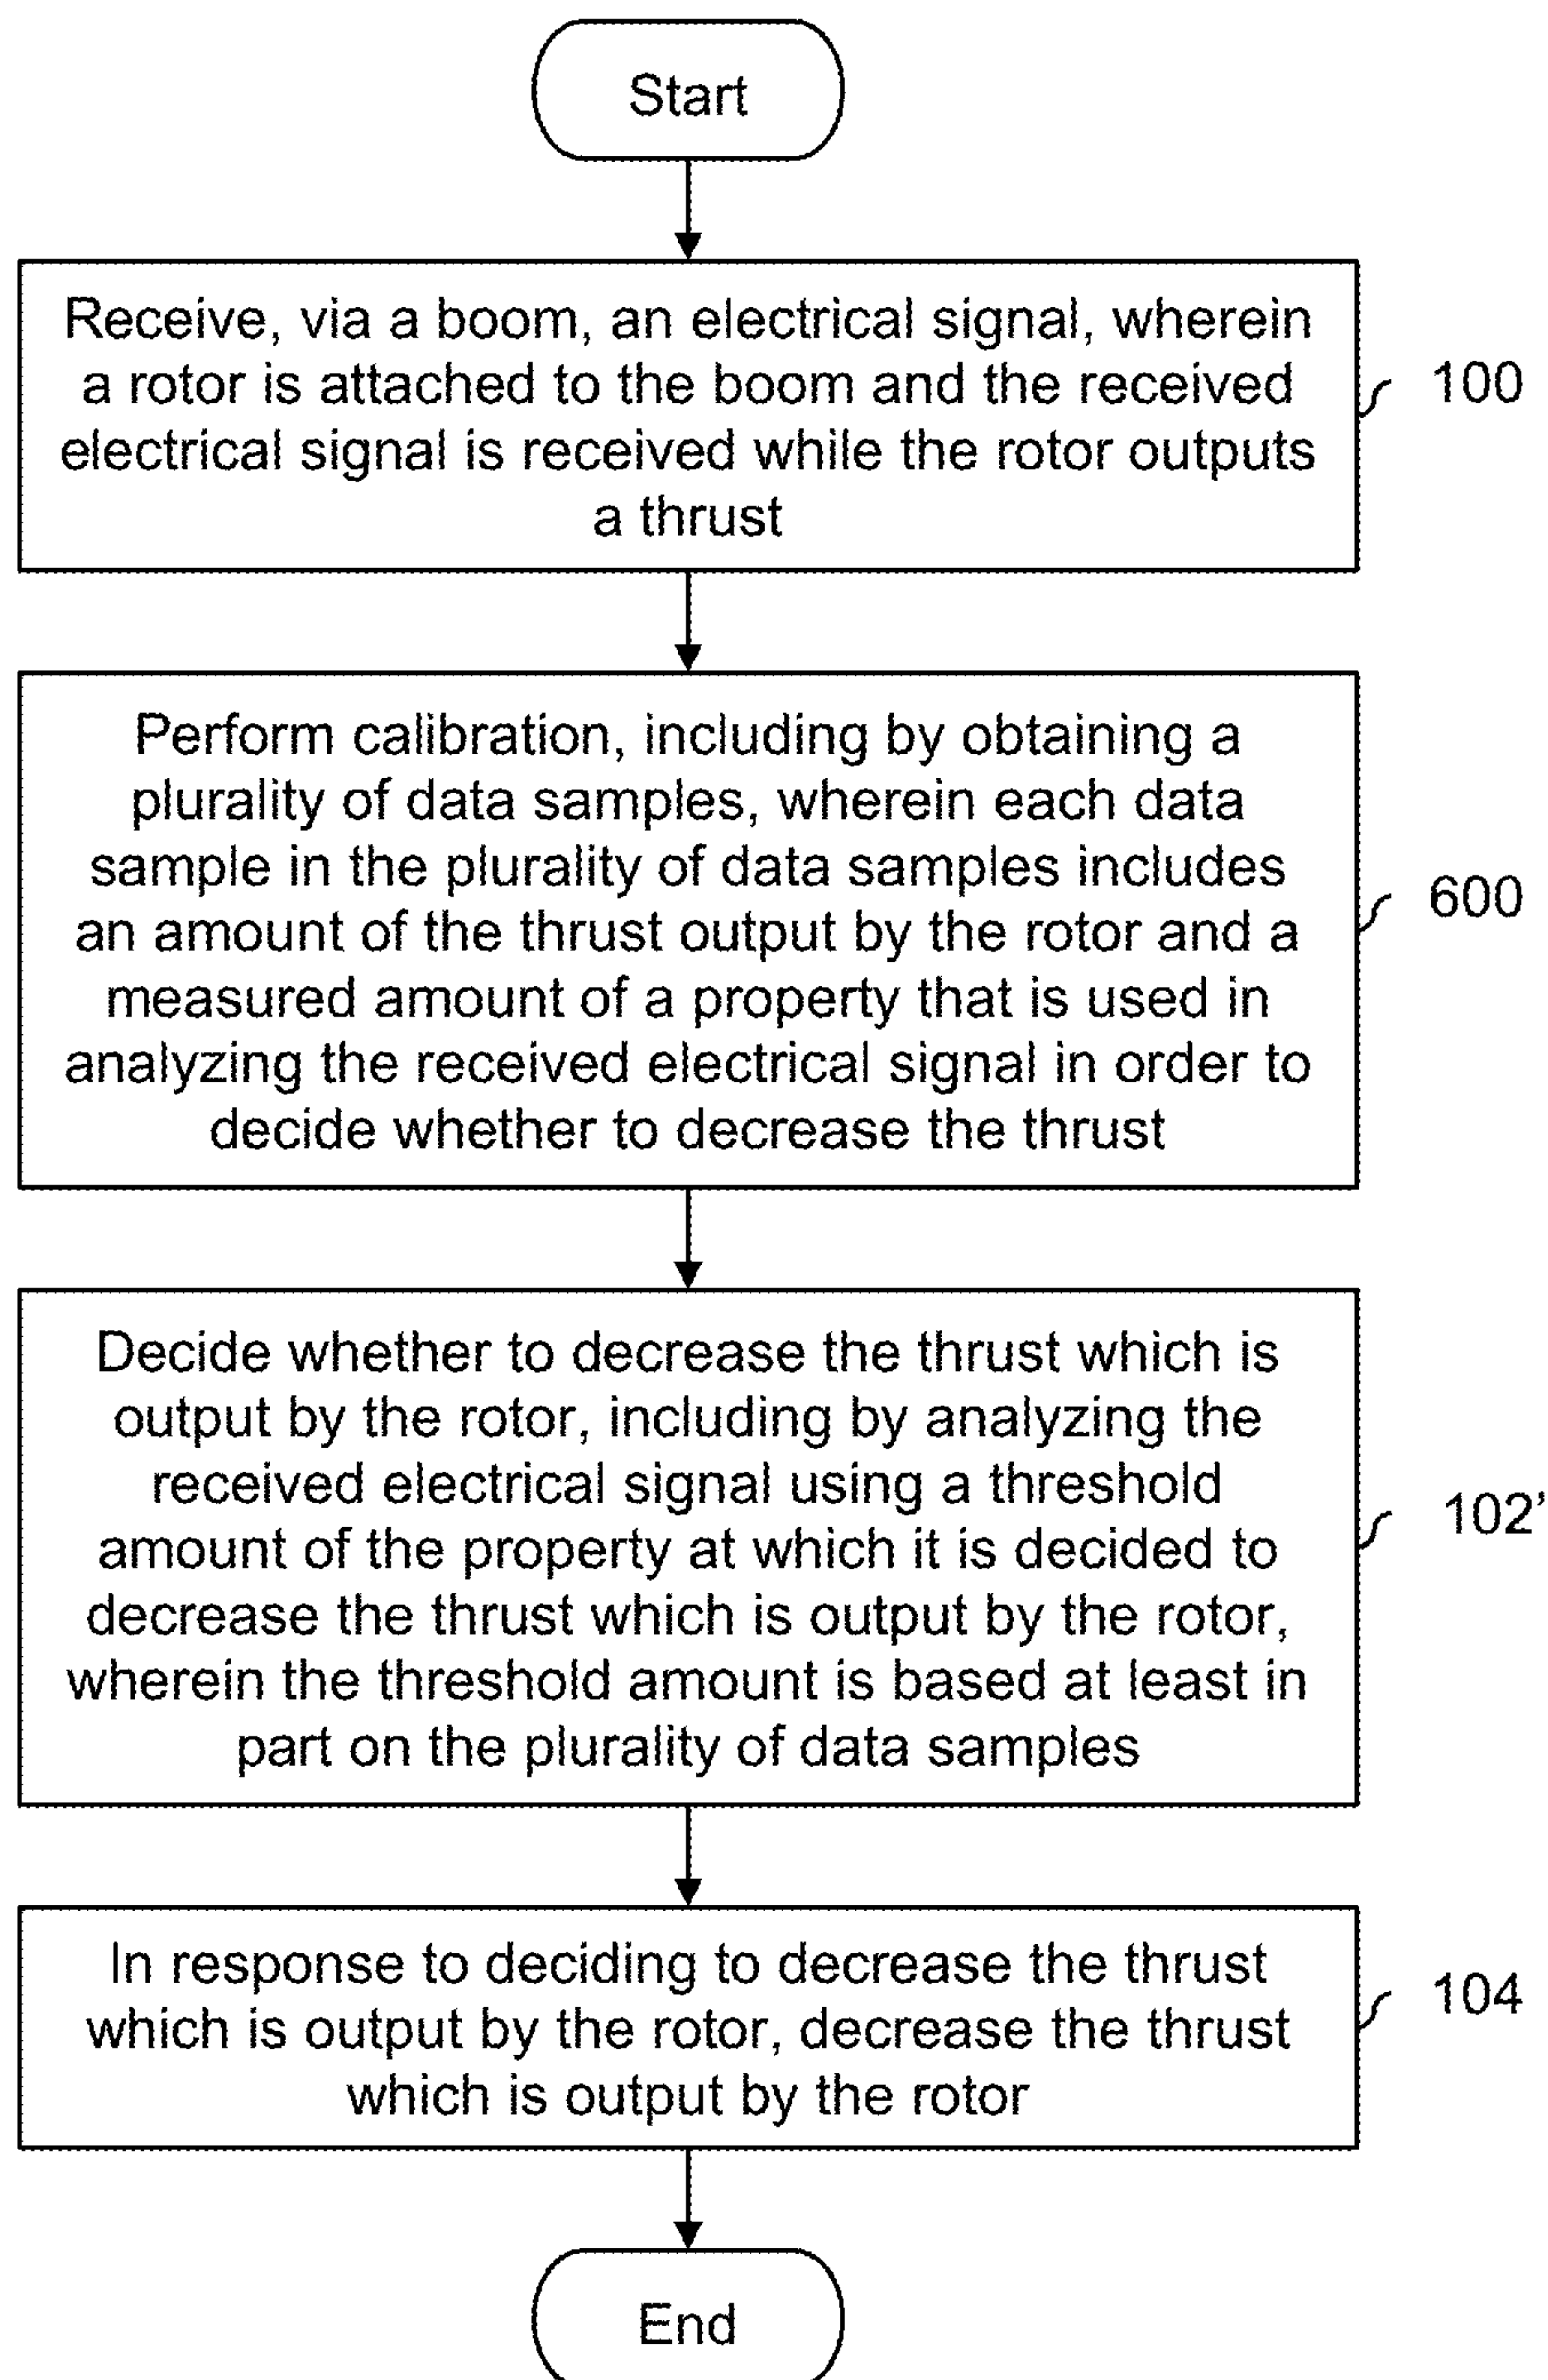 Start
Receive, via a boom, an electrical signal, wherein
a rotor is attached to the boom and the received
electrical signal is received while the rotor outputs
a thrust
100
Perform calibration, including by obtaining a
plurality of data samples, wherein each data
sample in the plurality of data samples includes
an amount of the thrust output by the rotor and a
measured amount of a property that is used in
analyzing the received electrical signal in order to
decide whether to decrease the thrust
600
Decide whether to decrease the thrust which is
output by the rotor, including by analyzing the
received electrical signal using a threshold
amount of the property at which it is decided to
decrease the thrust which is output by the rotor,
wherein the threshold amount is based at least in
part on the plurality of data samples
102’
In response to deciding to decrease the thrust
which is output by the rotor, decrease the thrust
which is output by the rotor
104
End